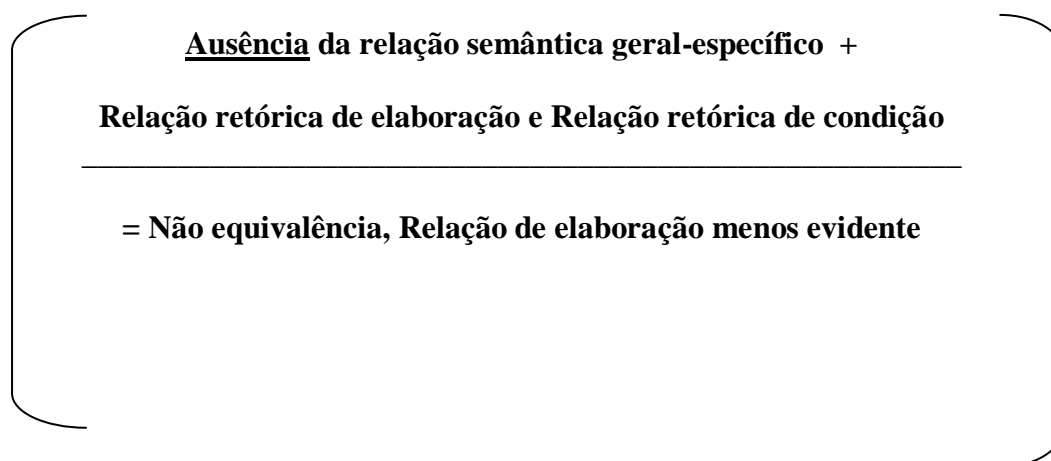 Ausência da relação semântica geral-específico +
Relação retórica de elaboração e Relação retórica de condição
= Não equivalência, Relação de elaboração menos evidente